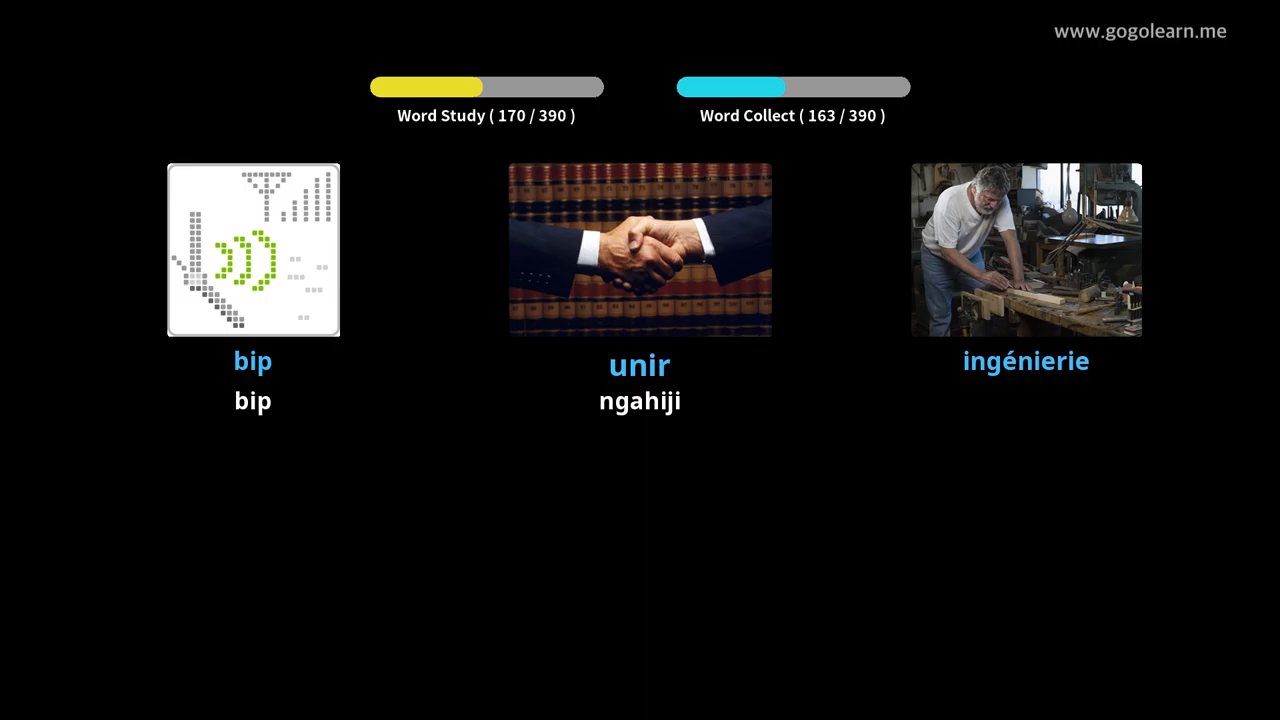 www.gogolearn.me
Word Study ( 170 / 390 )
Word Collect ( 163 / 390 )
bip
unir
ingénierie
bip
ngahiji